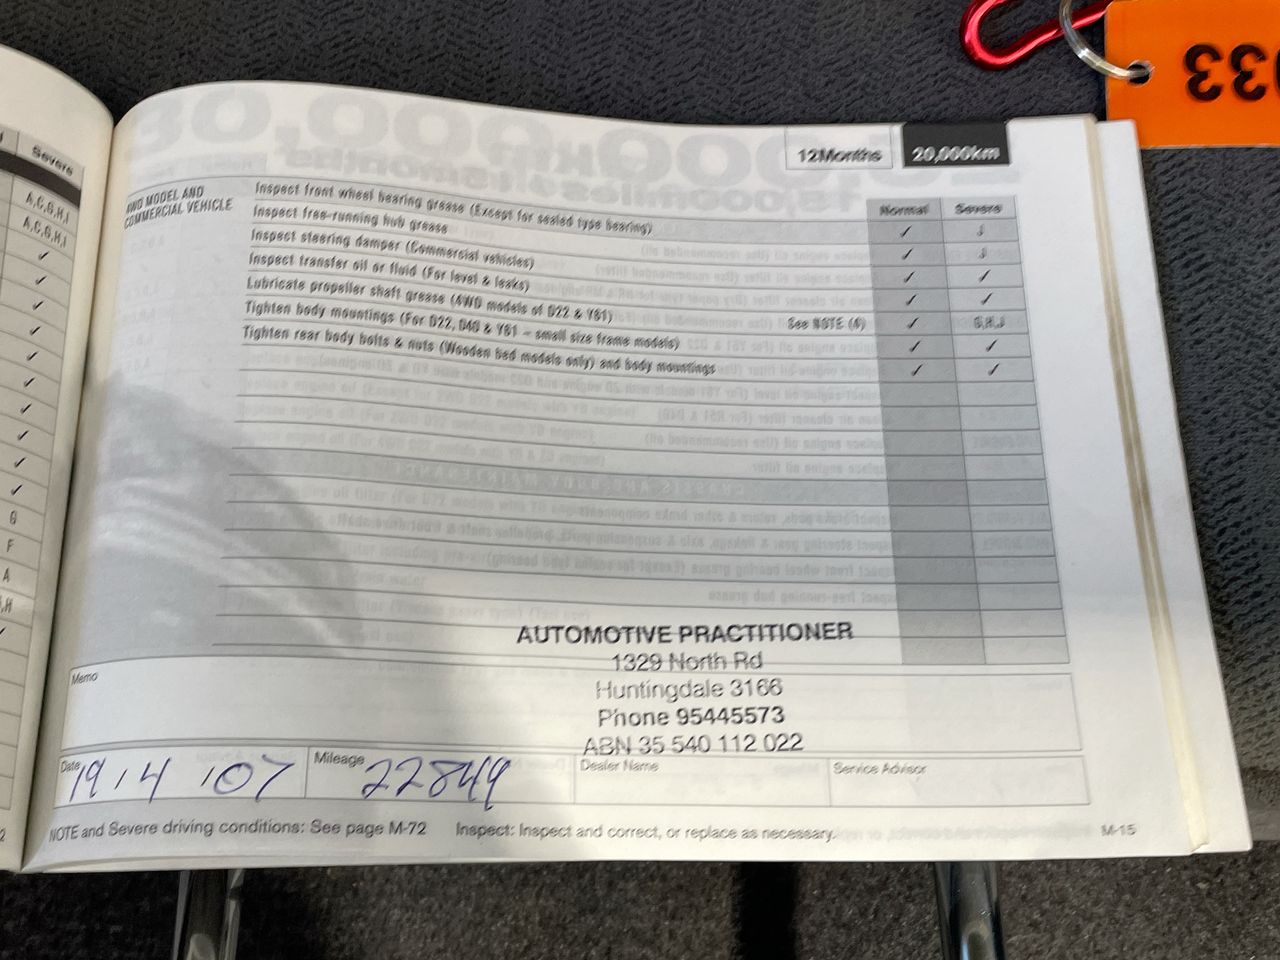 033
12Months 20,000km
Severe
Normal Severe
4WD MODEL AND COMMERCIAL VEHICLE
Inspect front wheel bearing grease (Except for sealed type bearing) ✓
Inspect free-running hub grease ✓
Inspect steering damper (Commercial vehicles) ✓ ✓
Inspect transfer oil or fluid (For level & leaks) ✓ ✓
Lubricate propeller shaft grease (4WD models of D22 & Y61) See NOTE (4) ✓ G,H,J
Tighten body mountings (For D22, D40 & Y61 – small size frame models) ✓ ✓
Tighten rear body bolts & nuts (Wooden bed models only) and body mountings ✓ ✓
A,C,G,H,I
A,C,G,H,I
✓
✓
✓
✓
✓
✓
✓
✓
✓
✓
G
F
A
,H
✓
AUTOMOTIVE PRACTITIONER
1329 North Rd
Huntingdale 3166
Phone 95445573
ABN 35 540 112 022
Memo
Date 19 / 4 / 07
Mileage 22849
Dealer Name
Service Advisor
NOTE and Severe driving conditions: See page M-72 Inspect: Inspect and correct, or replace as necessary.
M-15